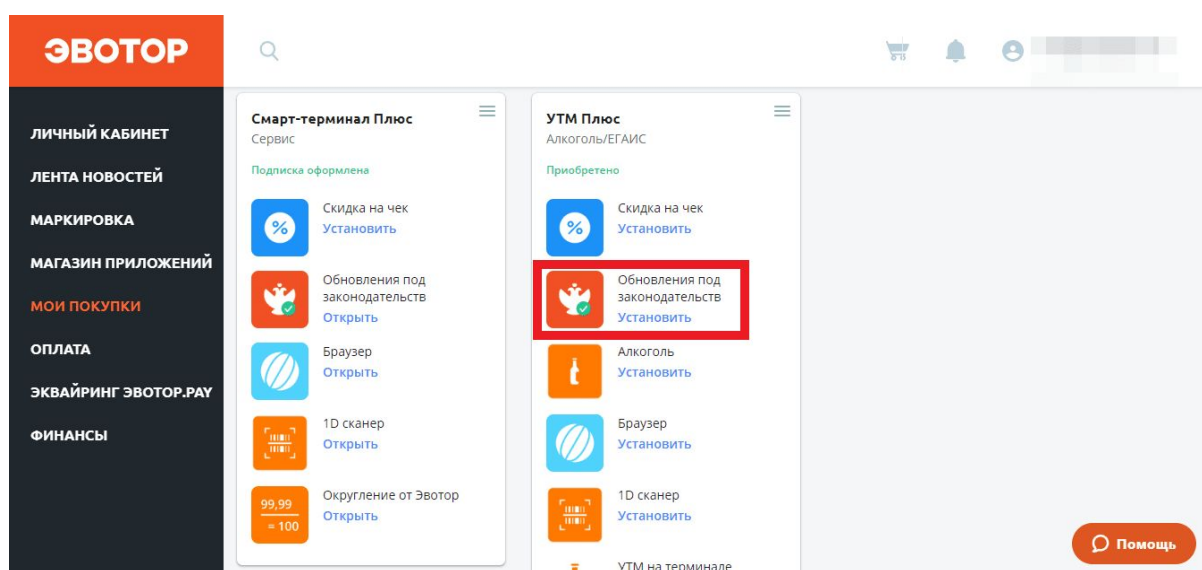 ЭВОТОР
ЛИЧНЫЙ КАБИНЕТ
ЛЕНТА НОВОСТЕЙ
МАРКИРОВКА
МАГАЗИН ПРИЛОЖЕНИЙ
МОИ ПОКУПКИ
ОПЛАТА
ЭКВАЙРИНГ ЭВОТОР.PAY
ФИНАНСЫ
Смарт-терминал Плюс
Сервис
Подписка оформлена
%
Скидка на чек
Установить
Обновления под
законодательств
Открыть
Браузер
Открыть
1D сканер
Открыть
99,99
= 100
Округление от Эвотор
Открыть
УТМ Плюс
Алкоголь/ЕГАИС
Приобретено
%
Скидка на чек
Установить
Обновления под
законодательств
Установить
Алкоголь
Установить
Браузер
Установить
1D сканер
Установить
УТМ на терминале
Помощь